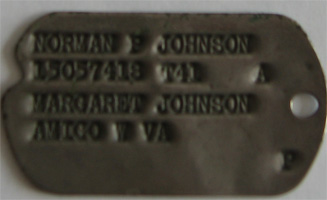 NORMAN P JOHNSON
15057418 T41 A
MARGARET JOHNSON
AMIGO W VA
P